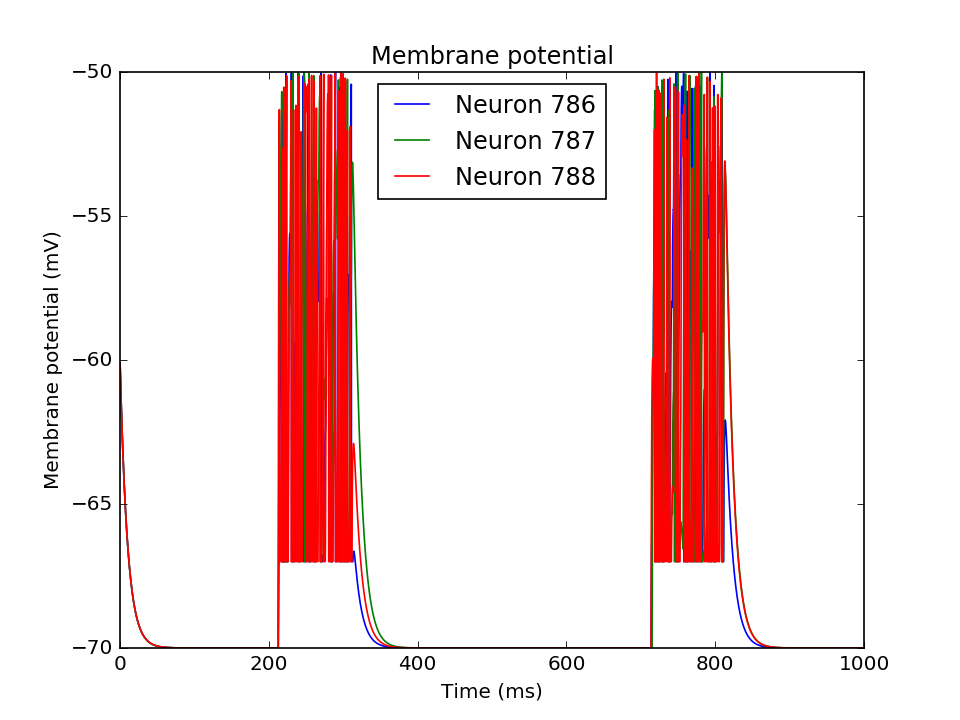 Membrane potential
−50
−55
−60
−65
−70
Membrane potential (mV)
Neuron 786
Neuron 787
Neuron 788
0
200
400
600
800
1000
Time (ms)